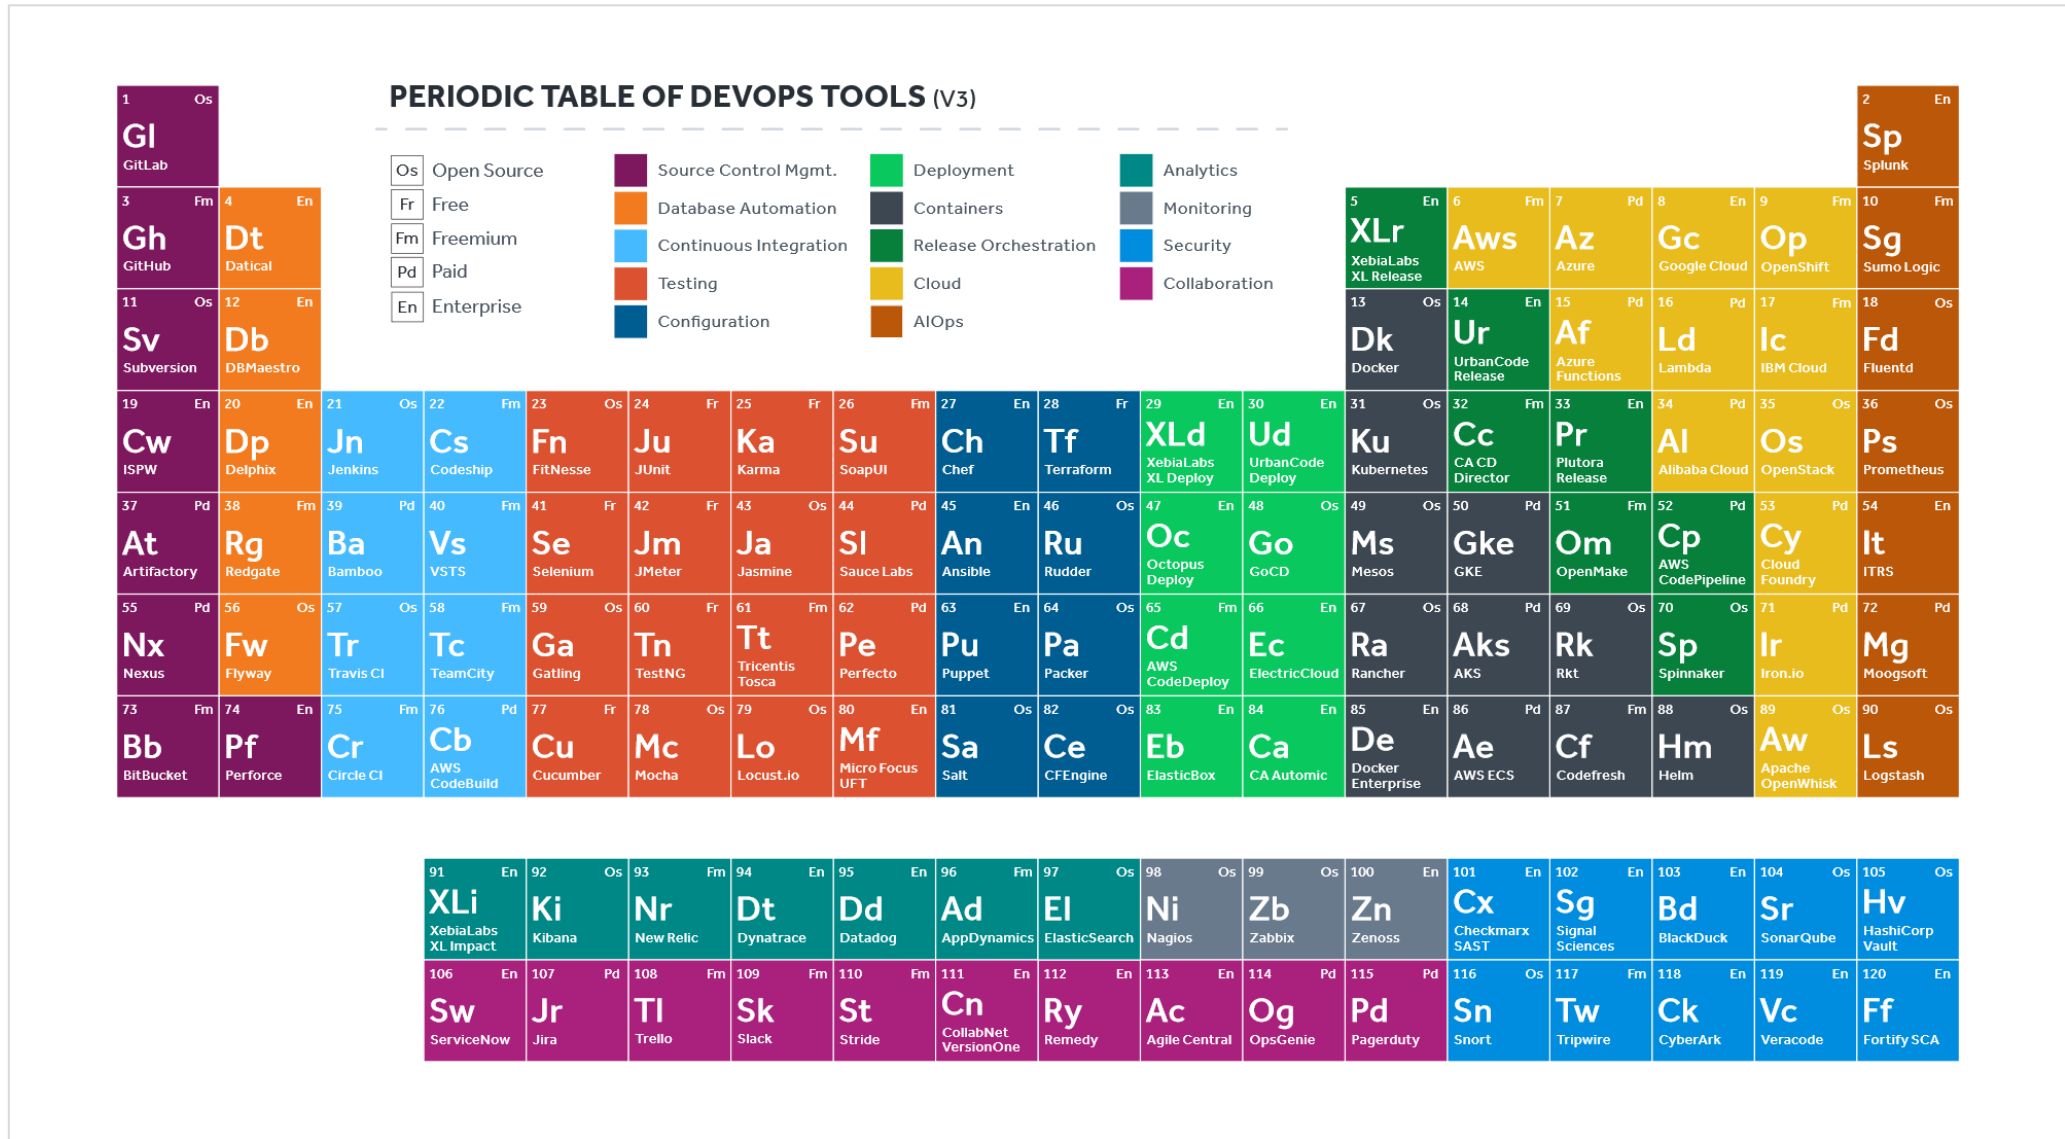 PERIODIC TABLE OF DEVOPS TOOLS (V3)
Os Open Source
Fr Free
Fm Freemium
Pd Paid
En Enterprise
Source Control Mgmt.
Database Automation
Continuous Integration
Testing
Configuration
Deployment
Containers
Release Orchestration
Cloud
AIOps
Analytics
Monitoring
Security
Collaboration
1 Os
Gl
GitLab
2 En
Sp
Splunk
3 Fm
Gh
GitHub
4 En
Dt
Datical
5 En
XLr
XebiaLabs
XL Release
6 Fm
Aws
AWS
7 Pd
Az
Azure
8 En
Gc
Google Cloud
9 Fm
Op
OpenShift
10 Fm
Sg
Sumo Logic
11 Os
Sv
Subversion
12 En
Db
DBMaestro
13 Os
Dk
Docker
14 En
Ur
UrbanCode
Release
15 Pd
Af
Azure
Functions
16 Pd
Ld
Lambda
17 Fm
Ic
IBM Cloud
18 Os
Fd
Fluentd
19 En
Cw
ISPW
20 En
Dp
Delphix
21 Os
Jn
Jenkins
22 Fm
Cs
Codeship
23 Os
Fn
FitNesse
24 Fr
Ju
JUnit
25 Fr
Ka
Karma
26 Fm
Su
SoapUI
27 En
Ch
Chef
28 Fr
Tf
Terraform
29 En
XLd
XebiaLabs
XL Deploy
30 En
Ud
UrbanCode
Deploy
31 Os
Ku
Kubernetes
32 Fm
Cc
CA CD
Director
33 En
Pr
Plutora
Release
34 Pd
Al
Alibaba Cloud
35 Os
Os
OpenStack
36 Os
Ps
Prometheus
37 Pd
At
Artifactory
38 Fm
Rg
Redgate
39 Pd
Ba
Bamboo
40 Fm
Vs
VSTS
41 Fr
Se
Selenium
42 Fr
Jm
JMeter
43 Os
Ja
Jasmine
44 Pd
Sl
Sauce Labs
45 En
An
Ansible
46 Os
Ru
Rudder
47 En
Oc
Octopus
Deploy
48 Os
Go
GoCD
49 Os
Ms
Mesos
50 Pd
Gke
GKE
51 Fm
Om
OpenMake
52 Pd
Cp
AWS
CodePipeline
53 Pd
Cy
Cloud
Foundry
54 En
It
ITRS
55 Pd
Nx
Nexus
56 Os
Fw
Flyway
57 Os
Tr
Travis CI
58 Fm
Tc
TeamCity
59 Os
Ga
Gatling
60 Fr
Tn
TestNG
61 Fm
Tt
Tricentis
Tosca
62 Pd
Pe
Perfecto
63 En
Pu
Puppet
64 Os
Pa
Packer
65 Fm
Cd
AWS
CodeDeploy
66 En
Ec
ElectricCloud
67 Os
Ra
Rancher
68 Pd
Aks
AKS
69 Os
Rk
Rkt
70 Os
Sp
Spinnaker
71 Pd
Ir
Iron.io
72 Pd
Mg
Moogsoft
73 Fm
Bb
BitBucket
74 En
Pf
Perforce
75 Fm
Cr
Circle CI
76 Pd
Cb
AWS
CodeBuild
77 Fr
Cu
Cucumber
78 Os
Mc
Mocha
79 Os
Lo
Locust.io
80 En
Mf
Micro Focus
UFT
81 Os
Sa
Salt
82 Os
Ce
CFEngine
83 En
Eb
ElasticBox
84 En
Ca
CA Automic
85 En
De
Docker
Enterprise
86 Pd
Ae
AWS ECS
87 Fm
Cf
Codefresh
88 Os
Hm
Helm
89 Os
Aw
Apache
OpenWhisk
90 Os
Ls
Logstash
91 En
XLi
XebiaLabs
XL Impact
92 Os
Ki
Kibana
93 Fm
Nr
New Relic
94 En
Dt
Dynatrace
95 En
Dd
Datadog
96 Fm
Ad
AppDynamics
97 Os
El
ElasticSearch
98 Os
Ni
Nagios
99 Os
Zb
Zabbix
100 En
Zn
Zenoss
101 En
Cx
Checkmarx
SAST
102 En
Sg
Signal
Sciences
103 En
Bd
BlackDuck
104 Os
Sr
SonarQube
105 Os
Hv
HashiCorp
Vault
106 En
Sw
ServiceNow
107 Pd
Jr
Jira
108 Fm
Tl
Trello
109 Fm
Sk
Slack
110 Fm
St
Stride
111 En
Cn
CollabNet
VersionOne
112 En
Ry
Remedy
113 En
Ac
Agile Central
114 Pd
Og
OpsGenie
115 Pd
Pd
Pagerduty
116 Os
Sn
Snort
117 Fm
Tw
Tripwire
118 En
Ck
CyberArk
119 En
Vc
Veracode
120 En
Ff
Fortify SCA